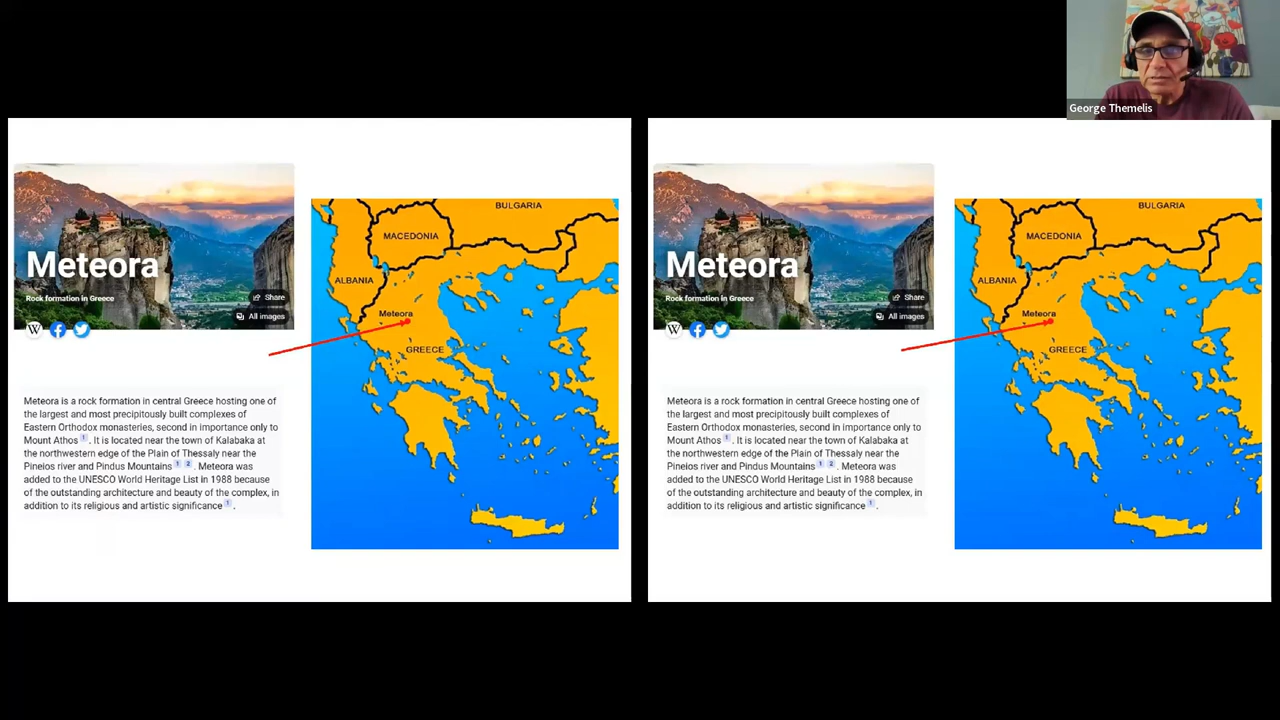 George Themelis
Meteora
Rock formation in Greece
Share
All images
W
Meteora is a rock formation in central Greece hosting one of
the largest and most precipitously built complexes of
Eastern Orthodox monasteries, second in importance only to
Mount Athos 1 . It is located near the town of Kalabaka at
the northwestern edge of the Plain of Thessaly near the
Pineios river and Pindus Mountains 1 2 . Meteora was
added to the UNESCO World Heritage List in 1988 because
of the outstanding architecture and beauty of the complex, in
addition to its religious and artistic significance 1 .
BULGARIA
MACEDONIA
ALBANIA
Meteora
GREECE
Meteora
Rock formation in Greece
Share
All images
W
Meteora is a rock formation in central Greece hosting one of
the largest and most precipitously built complexes of
Eastern Orthodox monasteries, second in importance only to
Mount Athos 1 . It is located near the town of Kalabaka at
the northwestern edge of the Plain of Thessaly near the
Pineios river and Pindus Mountains 1 2 . Meteora was
added to the UNESCO World Heritage List in 1988 because
of the outstanding architecture and beauty of the complex, in
addition to its religious and artistic significance 1 .
BULGARIA
MACEDONIA
ALBANIA
Meteora
GREECE